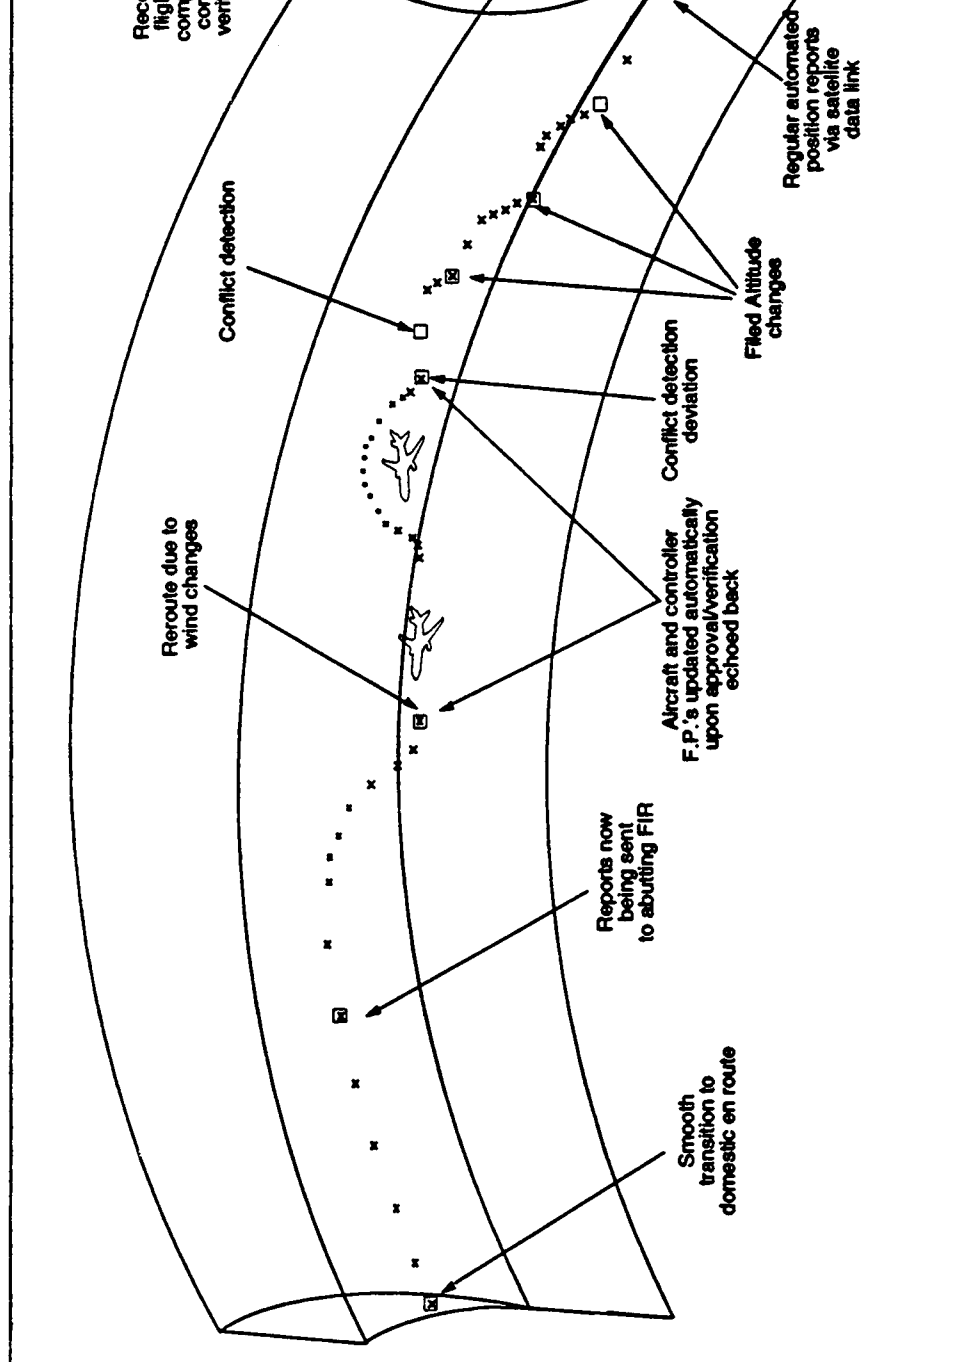 Reroute due to
wind changes
Conflict detection
Smooth
transition to
domestic en route
Reports now
being sent
to abutting FIR
Aircraft and controller
F.P.'s updated automatically
upon approval/verification
echoed back
Conflict detection
deviation
Filed Altitude
changes
Regular automated
position reports
via satellite
data link